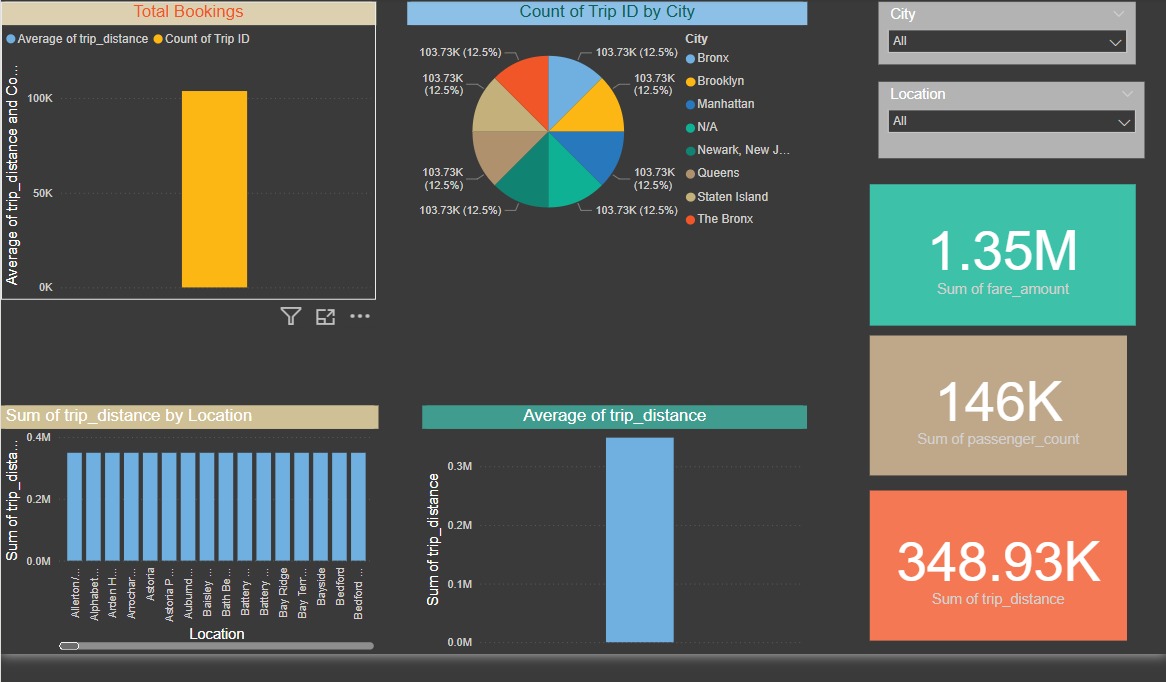 Total Bookings
Average of trip_distance Count of Trip ID
Average of trip_distance and Co...
100K
50K
0K
Count of Trip ID by City
103.73K (12.5%)
103.73K (12.5%)
103.73K
(12.5%)
103.73K
(12.5%)
103.73K
(12.5%)
103.73K
(12.5%)
103.73K (12.5%)
103.73K (12.5%)
City
Bronx
Brooklyn
Manhattan
N/A
Newark, New J...
Queens
Staten Island
The Bronx
City
All
Location
All
1.35M
Sum of fare_amount
146K
Sum of passenger_count
348.93K
Sum of trip_distance
Sum of trip_distance by Location
Sum of trip_dista...
0.4M
0.2M
0.0M
Allerton/...
Alphabet...
Arden H...
Arrochar...
Astoria
Astoria P...
Auburnd...
Baisley ...
Bath Be...
Battery ...
Battery ...
Bay Ridge
Bay Terr...
Bayside
Bedford
Bedford ...
Location
Average of trip_distance
Sum of trip_distance
0.3M
0.2M
0.1M
0.0M